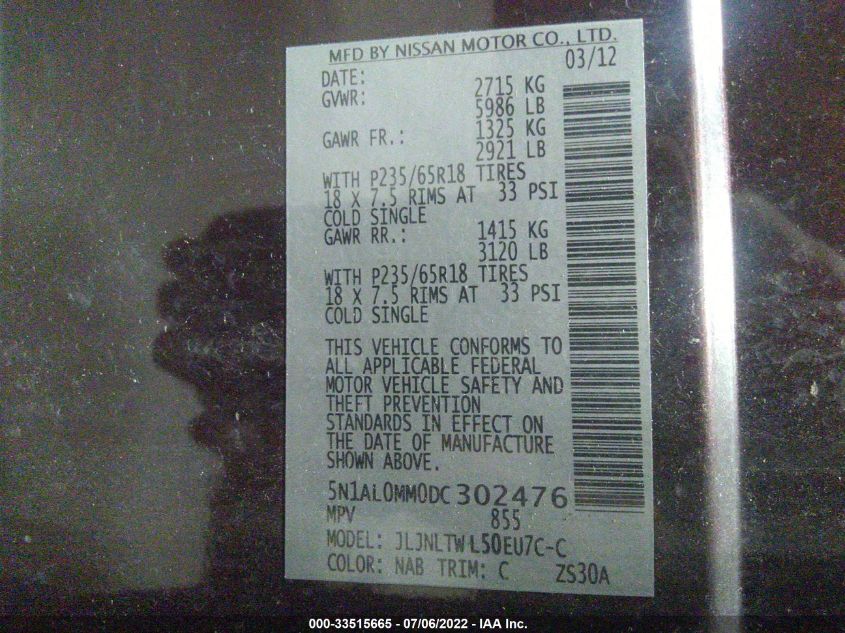 MFD BY NISSAN MOTOR CO., LTD.
DATE: 03/12
GVWR: 2715 KG
5986 LB
GAWR FR.: 1325 KG
2921 LB
WITH P235/65R18 TIRES
18 X 7.5 RIMS AT 33 PSI
COLD SINGLE
GAWR RR.: 1415 KG
3120 LB
WITH P235/65R18 TIRES
18 X 7.5 RIMS AT 33 PSI
COLD SINGLE
THIS VEHICLE CONFORMS TO
ALL APPLICABLE FEDERAL
MOTOR VEHICLE SAFETY AND
THEFT PREVENTION
STANDARDS IN EFFECT ON
THE DATE OF MANUFACTURE
SHOWN ABOVE.
5N1AL0MM0DC302476
MPV 855
MODEL: JLJNLTWL50EU7C-C
COLOR: NAB TRIM: C ZS30A
000-33515665 - 07/06/2022 - IAA Inc.